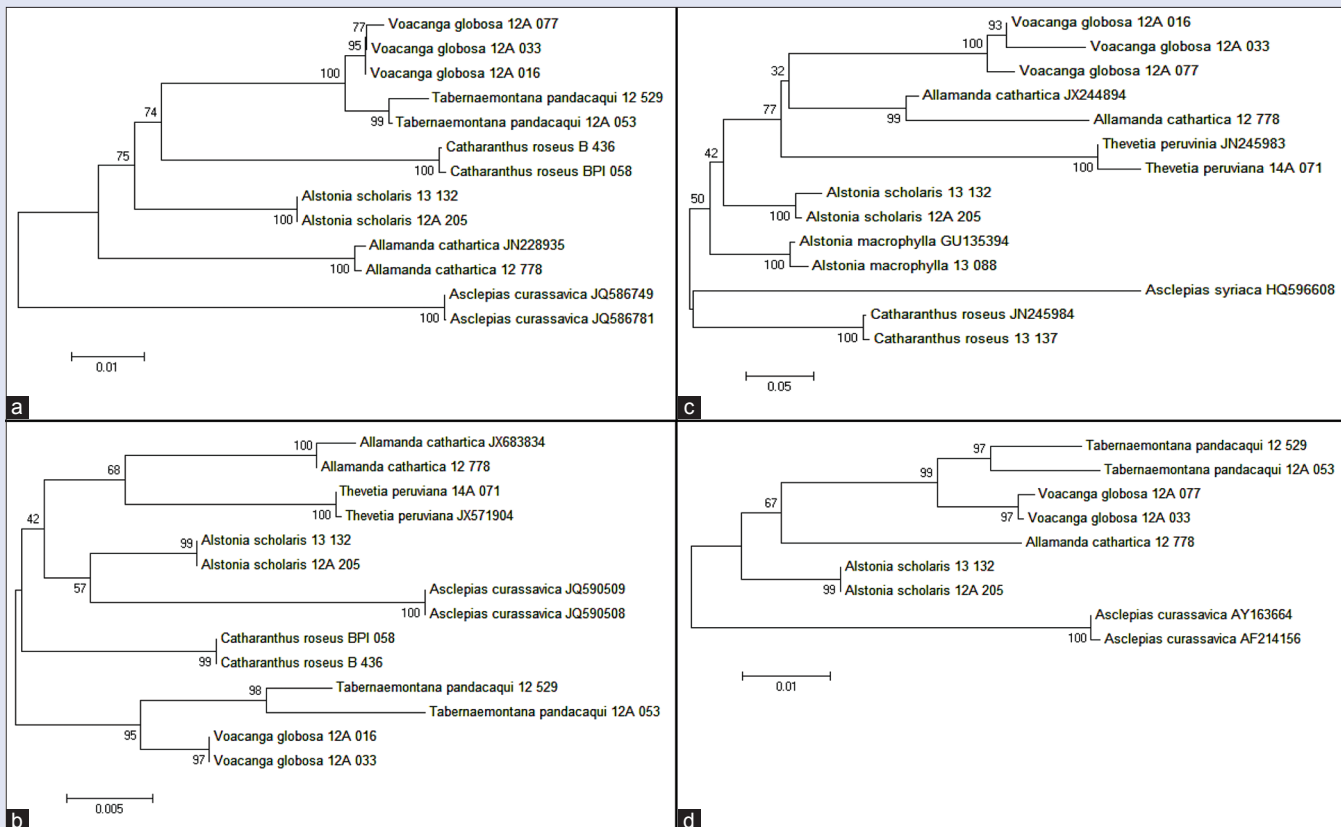 77
Voacanga globosa 12A 077
95
Voacanga globosa 12A 033
100
Voacanga globosa 12A 016
Tabernaemontana pandacaqui 12 529
74
99
Tabernaemontana pandacaqui 12A 053
Catharanthus roseus B 436
75
100
Catharanthus roseus BPI 058
Alstonia scholaris 13 132
100
Alstonia scholaris 12A 205
Allamanda cathartica JN228935
100
Allamanda cathartica 12 778
Asclepias curassavica JQ586749
100
Asclepias curassavica JQ586781
0.01
a
93
Voacanga globosa 12A 016
100
Voacanga globosa 12A 033
32
Voacanga globosa 12A 077
Allamanda cathartica JX244894
77
99
Allamanda cathartica 12 778
Thevetia peruvinia JN245983
42
100
Thevetia peruviana 14A 071
Alstonia scholaris 13 132
50
100
Alstonia scholaris 12A 205
Alstonia macrophylla GU135394
100
Alstonia macrophylla 13 088
Asclepias syriaca HQ596608
Catharanthus roseus JN245984
100
Catharanthus roseus 13 137
0.05
c
100
Allamanda cathartica JX683834
68
Allamanda cathartica 12 778
Thevetia peruviana 14A 071
42
100
Thevetia peruviana JX571904
99
Alstonia scholaris 13 132
Alstonia scholaris 12A 205
57
Asclepias curassavica JQ590509
100
Asclepias curassavica JQ590508
Catharanthus roseus BPI 058
99
Catharanthus roseus B 436
98
Tabernaemontana pandacaqui 12 529
Tabernaemontana pandacaqui 12A 053
95
Voacanga globosa 12A 016
97
Voacanga globosa 12A 033
0.005
b
97
Tabernaemontana pandacaqui 12 529
99
Tabernaemontana pandacaqui 12A 053
67
Voacanga globosa 12A 077
97
Voacanga globosa 12A 033
Allamanda cathartica 12 778
Alstonia scholaris 13 132
99
Alstonia scholaris 12A 205
Asclepias curassavica AY163664
100
Asclepias curassavica AF214156
0.01
d